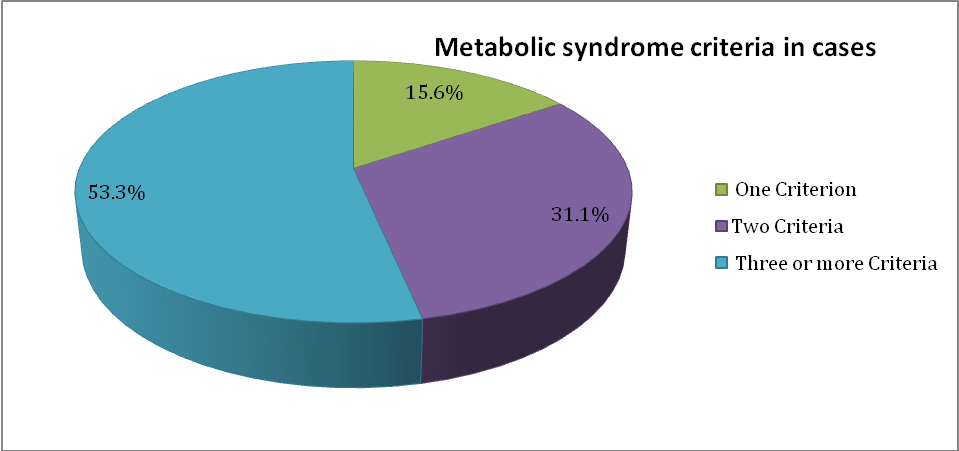 Metabolic syndrome criteria in cases
15.6%
53.3%
31.1%
One Criterion
Two Criteria
Three or more Criteria